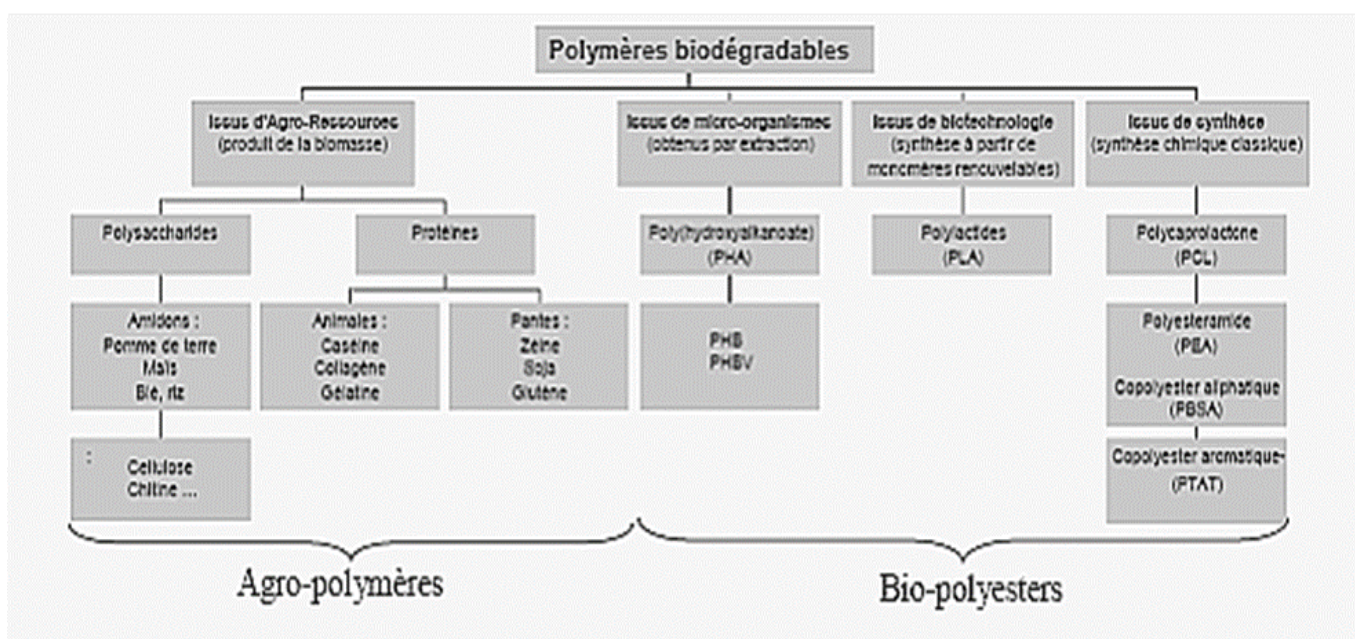 Polymères biodégradables
Issus d'Agro-Ressources
(produit de la biomasse)
Issus de micro-organismes
(obtenus par extraction)
Issus de biotechnologie
(synthèse à partir de
monomères renouvelables)
Issus de synthèse
(synthèse chimique classique)
Polysaccharides
Protéines
Poly(hydroxyalkanoate)
(PHA)
Polylactides
(PLA)
Polycaprolactone
(PCL)
Amidons :
Pomme de terre
Maïs
Blé, riz
Animales :
Caséine
Collagène
Gélatine
Pantes :
Zéine
Soja
Glutène
PHB
PHBV
Polyesteramide
(PEA)
Copolyester aliphatique
(PBSA)
:
Cellulose
Chitine ...
Copolyester aromatique-
(PTAT)
Agro-polymères
Bio-polyesters